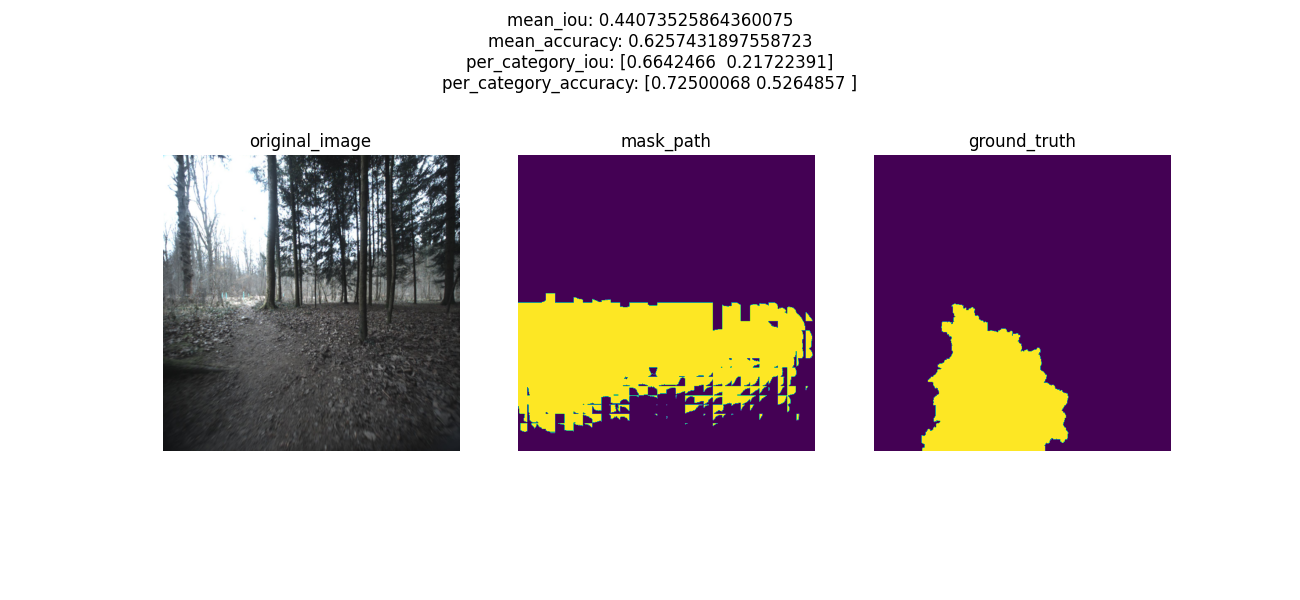 mean_iou: 0.44073525864360075
mean_accuracy: 0.6257431897558723
per_category_iou: [0.6642466  0.21722391]
per_category_accuracy: [0.72500068 0.5264857 ]
original_image
mask_path
ground_truth